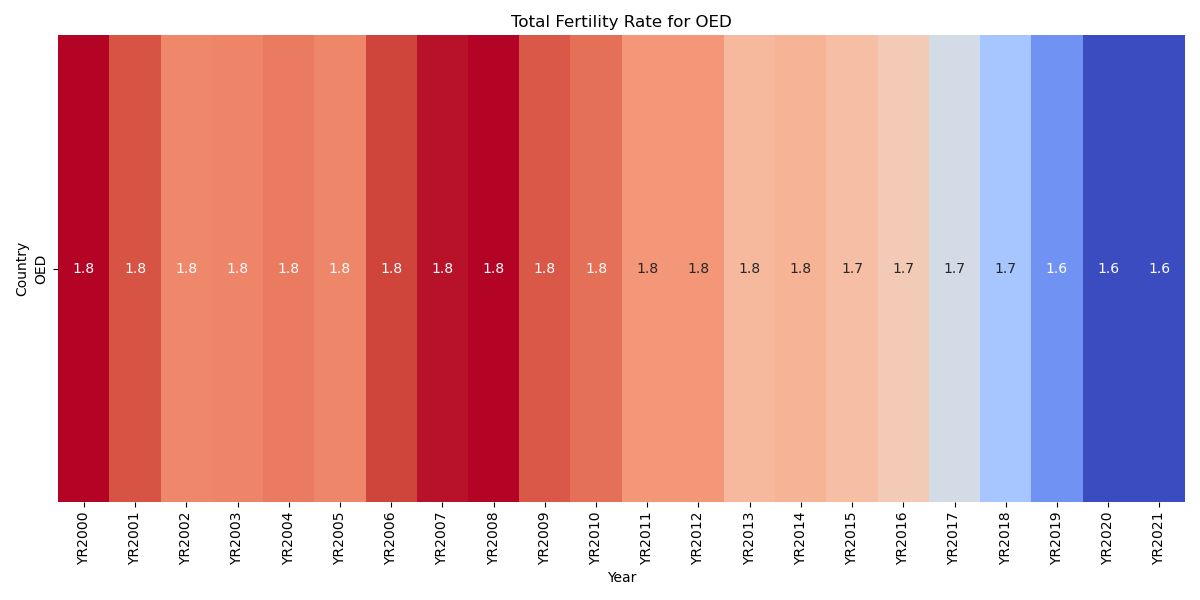 Total Fertility Rate for OED
Country
OED
1.8 1.8 1.8 1.8 1.8 1.8 1.8 1.8 1.8 1.8 1.8 1.8 1.8 1.8 1.8 1.7 1.7 1.7 1.7 1.6 1.6 1.6
YR2000 YR2001 YR2002 YR2003 YR2004 YR2005 YR2006 YR2007 YR2008 YR2009 YR2010 YR2011 YR2012 YR2013 YR2014 YR2015 YR2016 YR2017 YR2018 YR2019 YR2020 YR2021
Year